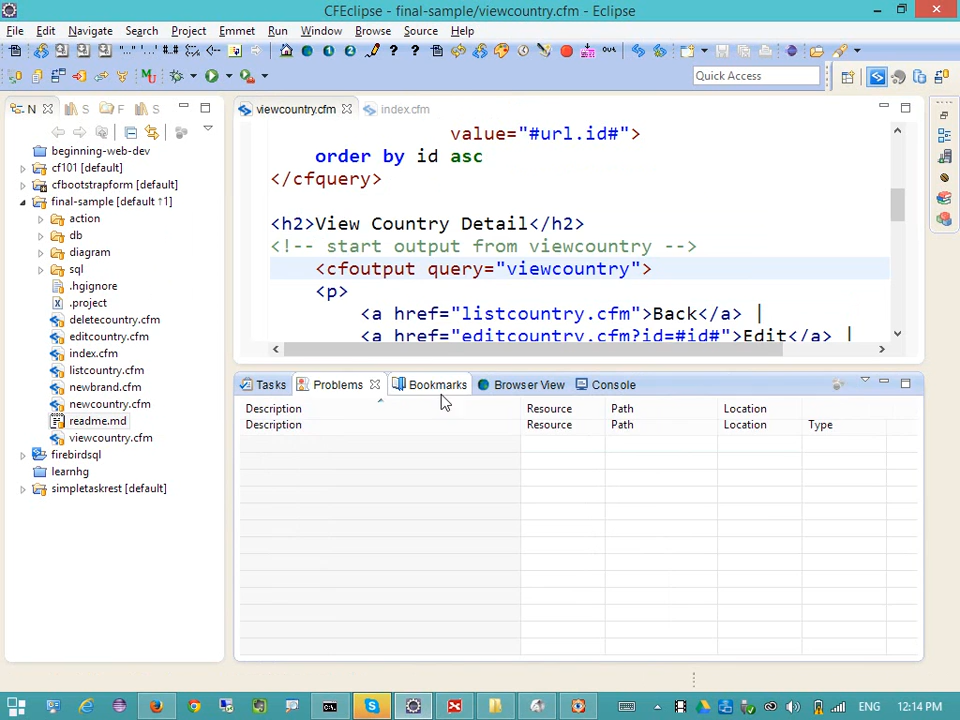 CFEclipse - final-sample/viewcountry.cfm - Eclipse
File Edit Navigate Search Project Emmet Run Window Browse Source Help
Quick Access
N S F S
beginning-web-dev
cf101 [default]
cfbootstrapform [default]
final-sample [default ↑1]
action
db
diagram
sql
.hgignore
.project
deletecountry.cfm
editcountry.cfm
index.cfm
listcountry.cfm
newbrand.cfm
newcountry.cfm
readme.md
viewcountry.cfm
firebirdsql
learnhg
simpletaskrest [default]
viewcountry.cfm index.cfm
value="#url.id#">
order by id asc
</cfquery>
<h2>View Country Detail</h2>
<!-- start output from viewcountry -->
<cfoutput query="viewcountry">
<p>
<a href="listcountry.cfm">Back</a> |
<a href="editcountry.cfm?id=#id#">Edit</a> |
Tasks Problems Bookmarks Browser View Console
Description Resource Path Location
Description Resource Path Location Type
12:14 PM